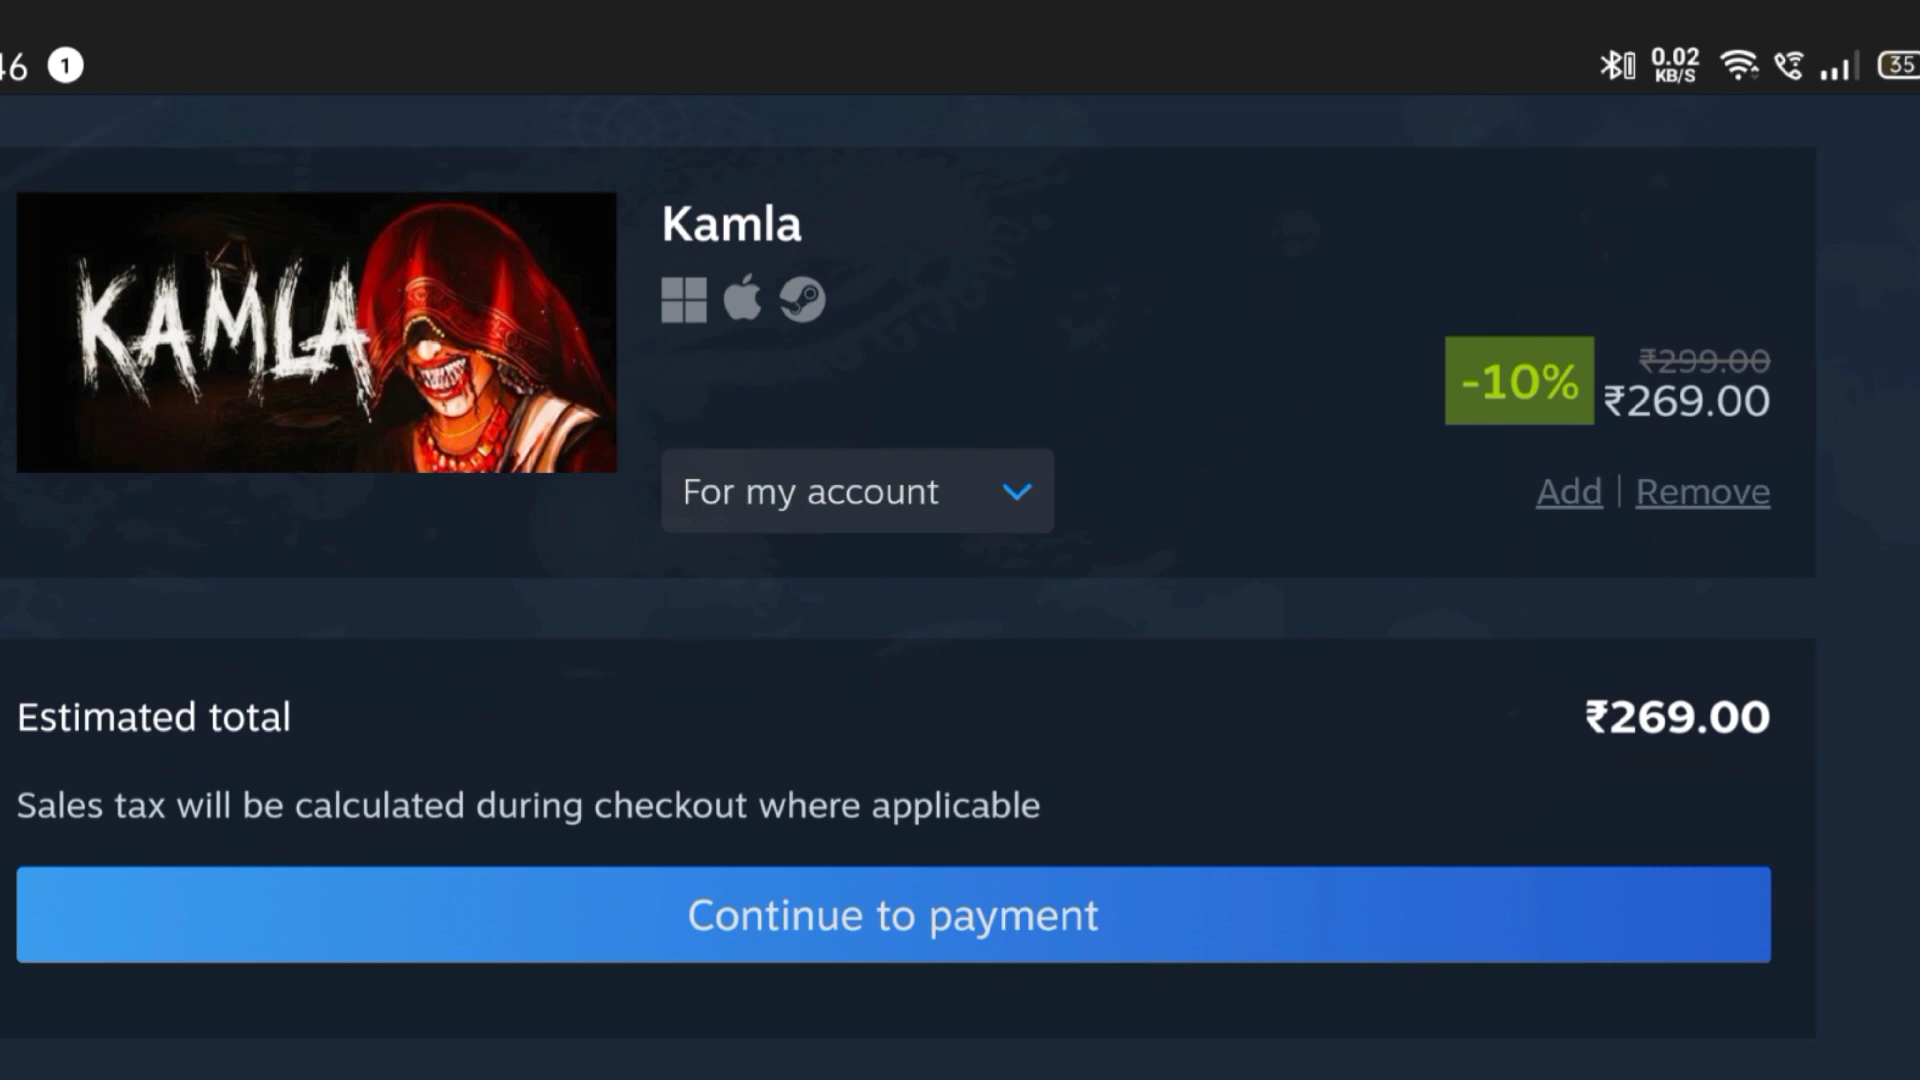 46 1
0.02
KB/S
35
KAMLA
Kamla
-10%
₹299.00
₹269.00
For my account
Add | Remove
Estimated total
₹269.00
Sales tax will be calculated during checkout where applicable
Continue to payment